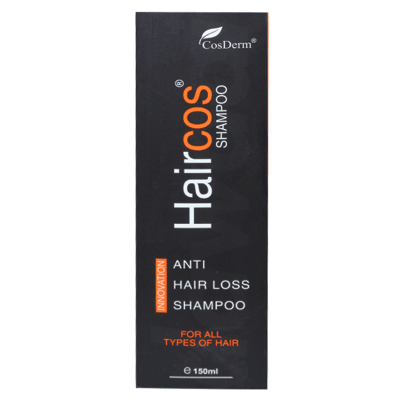 CosDerm®
Haircos®
SHAMPOO
INNOVATION
ANTI
HAIR LOSS
SHAMPOO
FOR ALL
TYPES OF HAIR
℮ 150ml